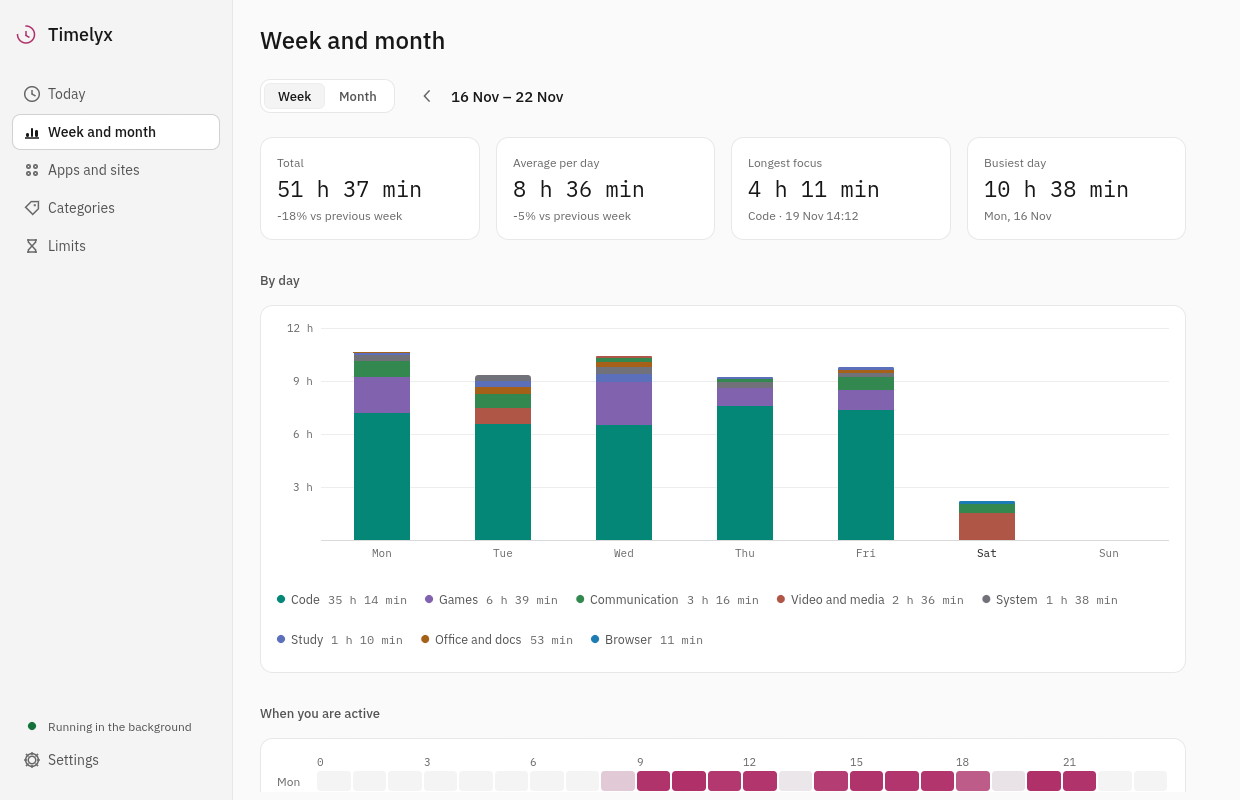 Timelyx
Today
Week and month
Apps and sites
Categories
Limits
Running in the background
Settings
Week and month
Week Month 16 Nov – 22 Nov
Total
51 h 37 min
-18% vs previous week
Average per day
8 h 36 min
-5% vs previous week
Longest focus
4 h 11 min
Code · 19 Nov 14:12
Busiest day
10 h 38 min
Mon, 16 Nov
By day
12 h
9 h
6 h
3 h
Mon Tue Wed Thu Fri Sat Sun
Code 35 h 14 min Games 6 h 39 min Communication 3 h 16 min Video and media 2 h 36 min System 1 h 38 min
Study 1 h 10 min Office and docs 53 min Browser 11 min
When you are active
0 3 6 9 12 15 18 21
Mon